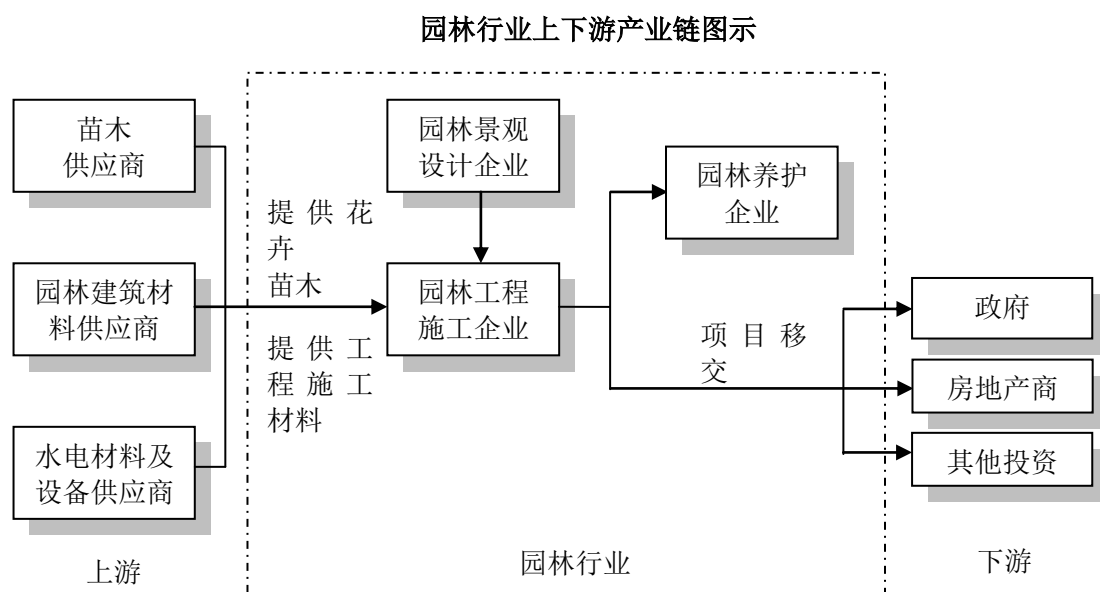 园林行业上下游产业链图示
苗木
供应商
园林建筑材
料供应商
水电材料及
设备供应商
上游
提供花
卉
苗木
提供工
程施工
材料
园林景观
设计企业
园林工程
施工企业
园林养护
企业
项目移
交
园林行业
政府
房地产商
其他投资
下游